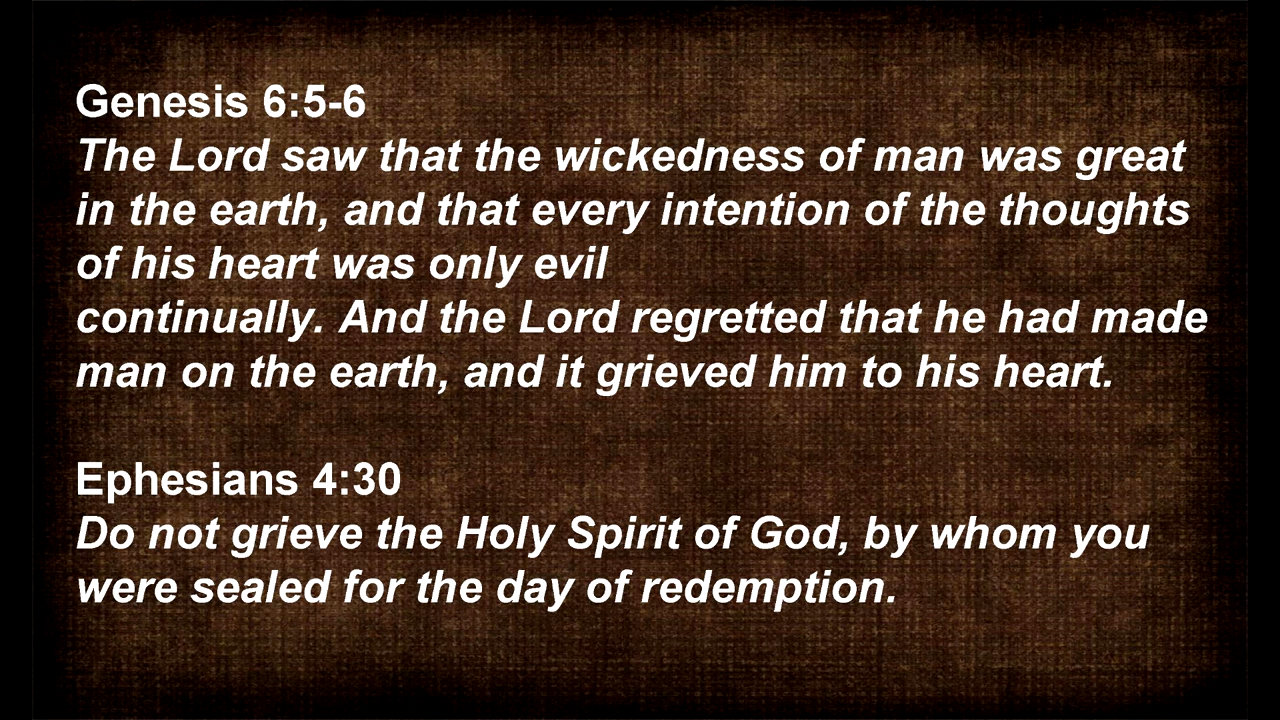 Genesis 6:5-6
The Lord saw that the wickedness of man was great
in the earth, and that every intention of the thoughts
of his heart was only evil
continually. And the Lord regretted that he had made
man on the earth, and it grieved him to his heart.
Ephesians 4:30
Do not grieve the Holy Spirit of God, by whom you
were sealed for the day of redemption.